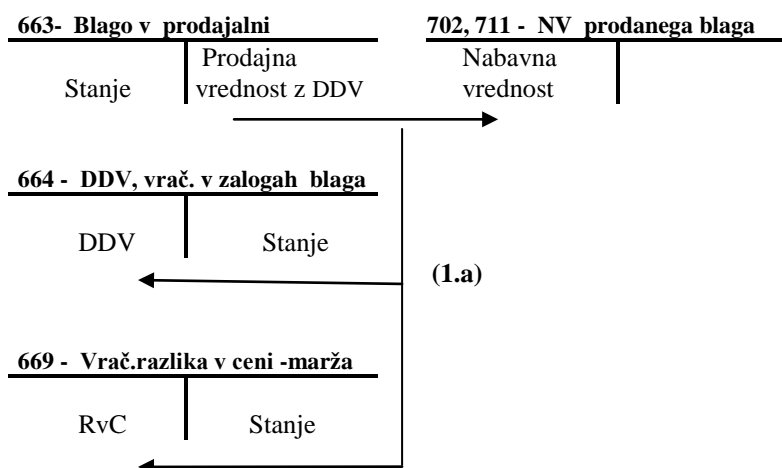 663- Blago v prodajalni
702, 711 - NV prodanega blaga
Stanje
Prodajna
vrednost z DDV
Nabavna
vrednost
664 - DDV, vrač. v zalogah blaga
DDV
Stanje
(1.a)
669 - Vrač.razlika v ceni -marža
RvC
Stanje